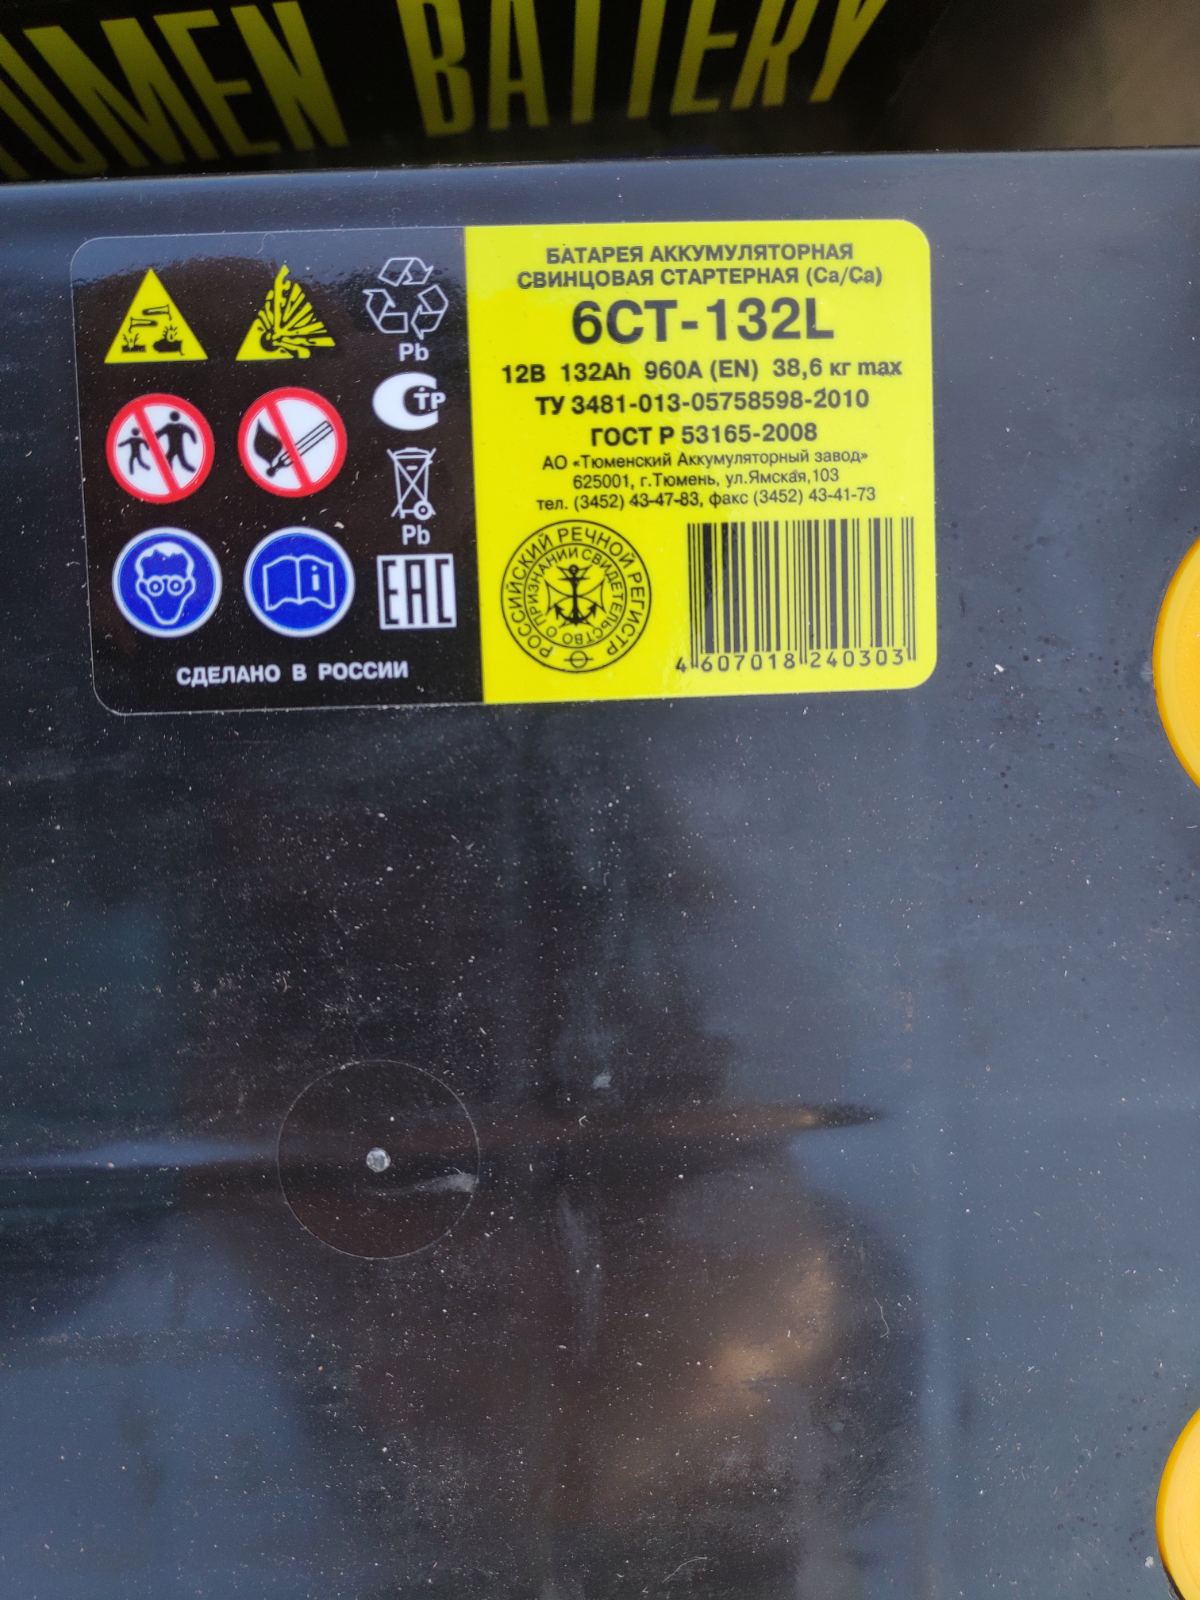 UMEN BATTERY
БАТАРЕЯ АККУМУЛЯТОРНАЯ
СВИНЦОВАЯ СТАРТЕРНАЯ (Ca/Ca)
6СТ-132L
12В 132Ah 960A (EN) 38,6 кг max
ТУ 3481-013-05758598-2010
ГОСТ Р 53165-2008
АО «Тюменский Аккумуляторный завод»
625001, г.Тюмень, ул.Ямская,103
тел. (3452) 43-47-83, факс (3452) 43-41-73
РОССИЙСКИЙ РЕЧНОЙ РЕГИСТР
СВИДЕТЕЛЬСТВО О ПРИЗНАНИИ
4 607018 240303
Pb
СТР
Pb
ЕАС
СДЕЛАНО В РОССИИ